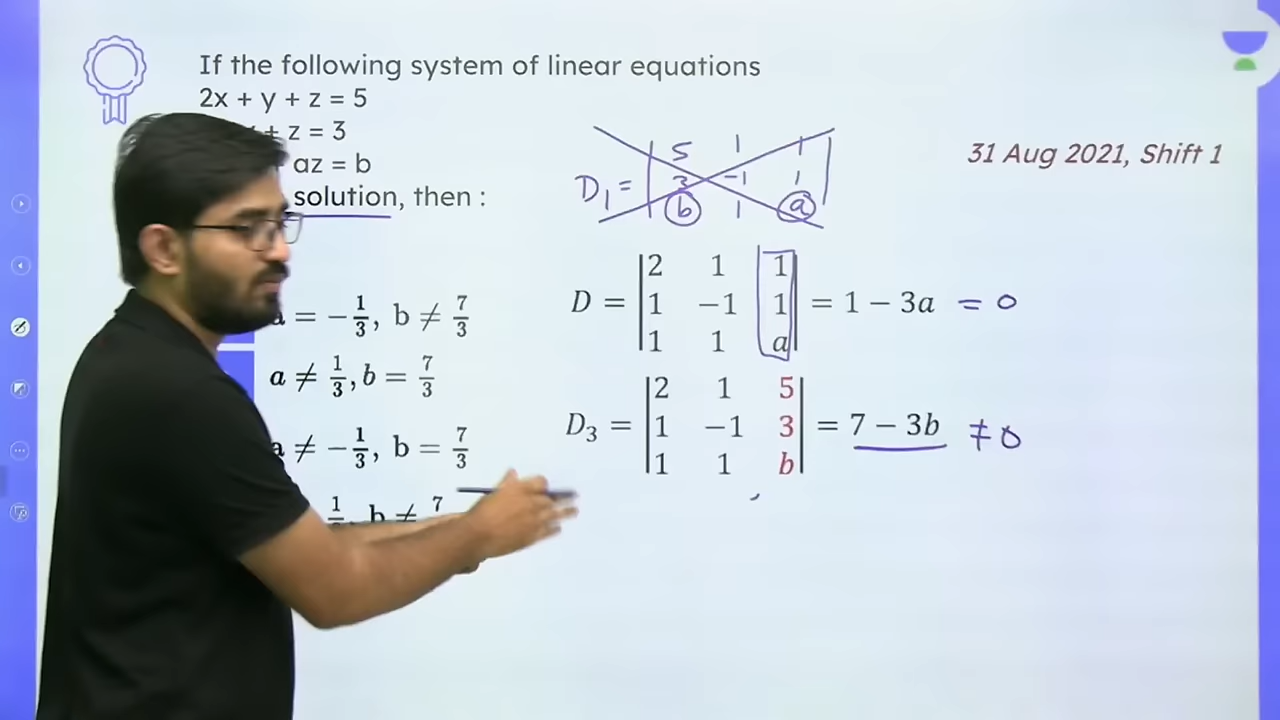 If the following system of linear equations
2x + y + z = 5
+ z = 3
az = b
solution, then :
31 Aug 2021, Shift 1
D₁ = | 5 1 1 |
| 3 -1 1 |
| b 1 a |
D = | 2 1 1 |
| 1 −1 1 | = 1 − 3a = 0
| 1 1 a |
D₃ = | 2 1 5 |
| 1 −1 3 | = 7 − 3b ≠ 0
| 1 1 b |
a = −1/3, b ≠ 7/3
a ≠ 1/3, b = 7/3
a ≠ −1/3, b = 7/3
1/3, b ≠ 7